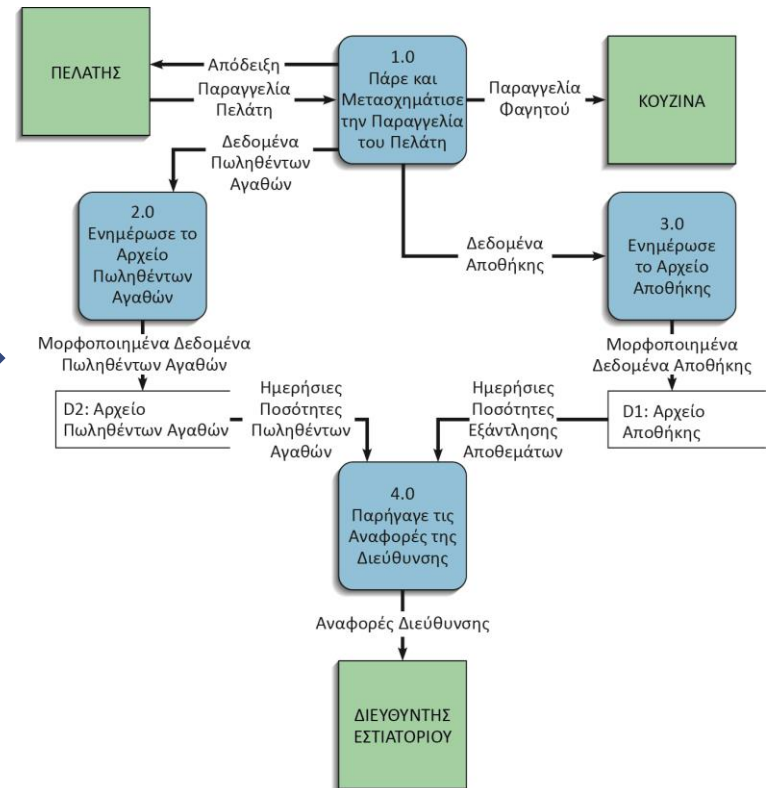 ΠΕΛΑΤΗΣ
Απόδειξη
Παραγγελία
Πελάτη
1.0
Πάρε και
Μετασχημάτισε
την Παραγγελία
του Πελάτη
Παραγγελία
Φαγητού
ΚΟΥΖΙΝΑ
Δεδομένα
Πωληθέντων
Αγαθών
2.0
Ενημέρωσε το
Αρχείο
Πωληθέντων
Αγαθών
Δεδομένα
Αποθήκης
3.0
Ενημέρωσε
το Αρχείο
Αποθήκης
Μορφοποιημένα Δεδομένα
Πωληθέντων Αγαθών
Μορφοποιημένα
Δεδομένα Αποθήκης
D2: Αρχείο
Πωληθέντων Αγαθών
Ημερήσιες
Ποσότητες
Πωληθέντων
Αγαθών
Ημερήσιες
Ποσότητες
Εξάντλησης
Αποθεμάτων
D1: Αρχείο
Αποθήκης
4.0
Παρήγαγε τις
Αναφορές της
Διεύθυνσης
Αναφορές Διεύθυνσης
ΔΙΕΥΘΥΝΤΗΣ
ΕΣΤΙΑΤΟΡΙΟΥ